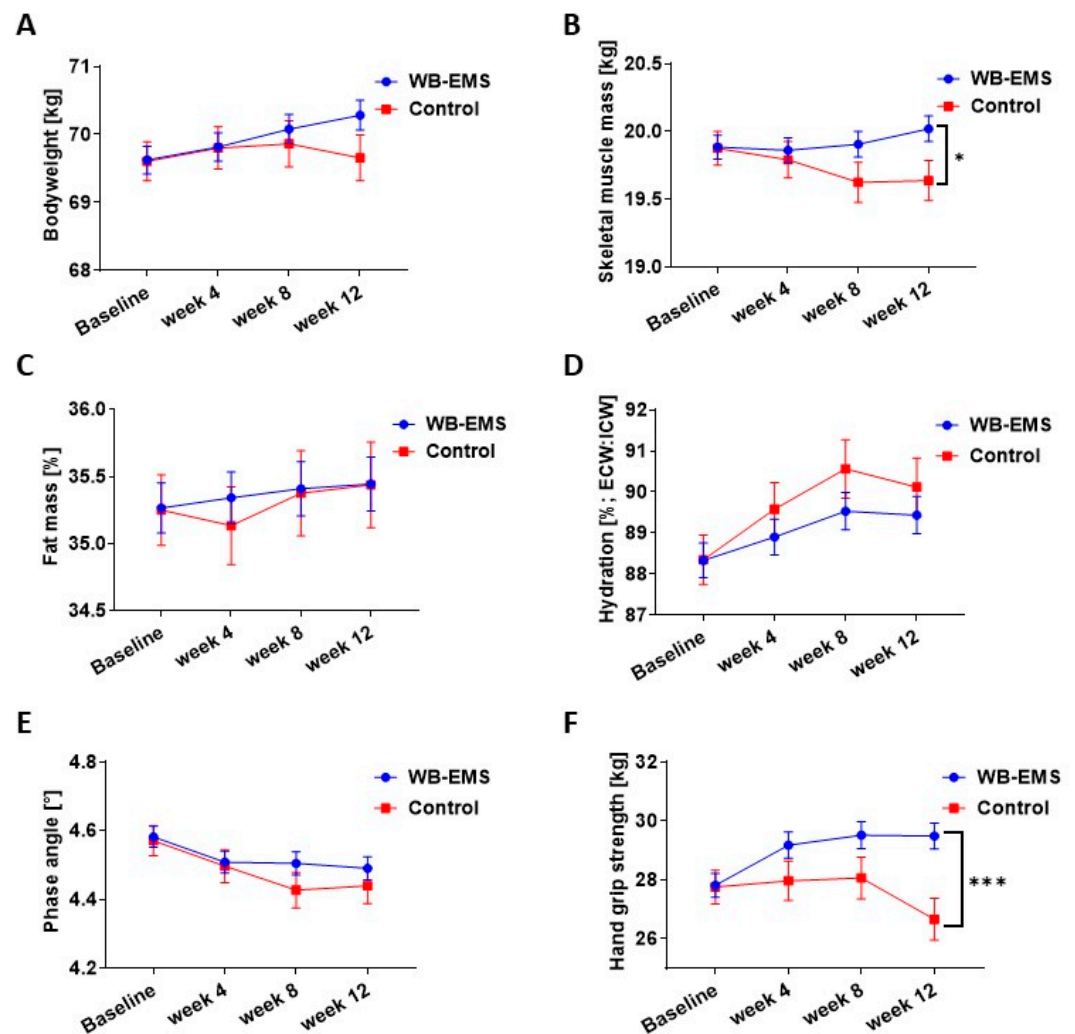 A
Bodyweight [kg]
71
70
69
68
Baseline
week 4
week 8
week 12
WB-EMS
Control
B
Skeletal muscle mass [kg]
20.5
20.0
19.5
19.0
Baseline
week 4
week 8
week 12
WB-EMS
Control
*
C
Fat mass [%]
36.0
35.5
35.0
34.5
Baseline
week 4
week 8
week 12
WB-EMS
Control
D
Hydration [% ; ECW:ICW]
92
91
90
89
88
87
Baseline
week 4
week 8
week 12
WB-EMS
Control
E
Phase angle [°]
4.8
4.6
4.4
4.2
Baseline
week 4
week 8
week 12
WB-EMS
Control
F
Hand grip strength [kg]
32
30
28
26
Baseline
week 4
week 8
week 12
WB-EMS
Control
***